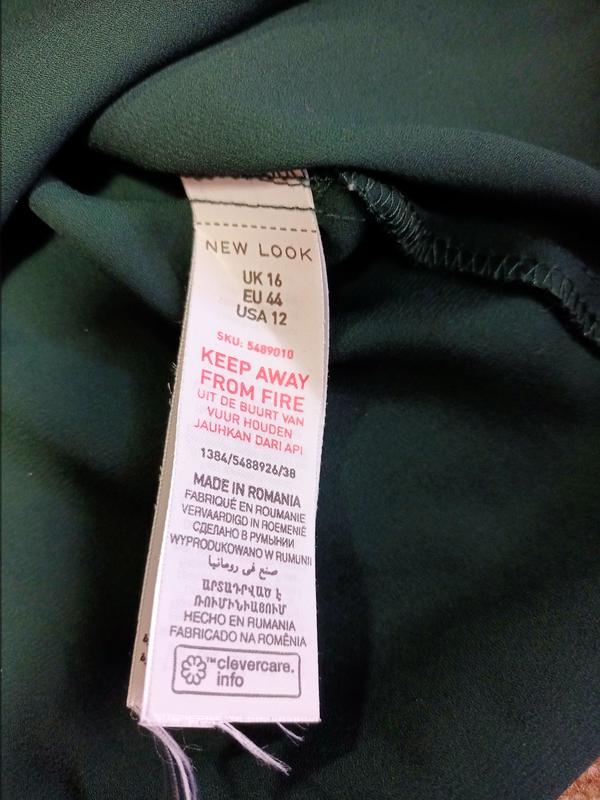 NEW LOOK
UK 16
EU 44
USA 12
SKU: 5489010
KEEP AWAY
FROM FIRE
UIT DE BUURT VAN
VUUR HOUDEN
JAUHKAN DARI API
1384/5488926/38
MADE IN ROMANIA
FABRIQUÉ EN ROUMANIE
VERVAARDIGD IN ROEMENIË
СДЕЛАНО В РУМЫНИИ
WYPRODUKOWANO W RUMUNII
صنع في رومانيا
ԱՐՏԱԴՐՎԱԾ Է
ՌՈՒՄԻՆԻԱՅՈՒՄ
HECHO EN RUMANIA
FABRICADO NA ROMÊNIA
™clevercare.
info